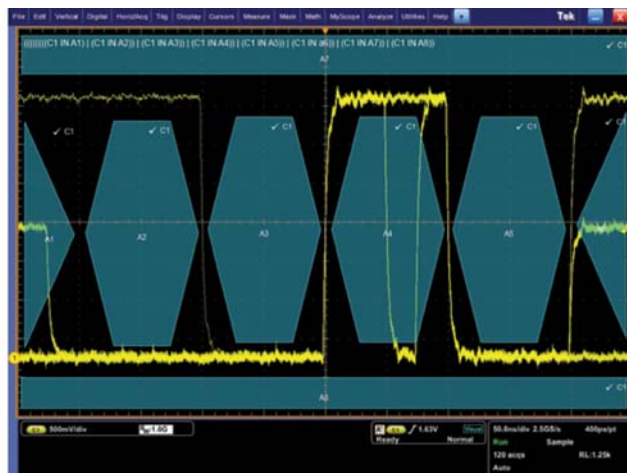 File Edit Vertical Digital Horiz/Acq Trig Display Cursors Measure Mask Math MyScope Analyze Utilities Help Tek
((((((((C1 IN A1) | (C1 IN A2)) | (C1 IN A3)) | (C1 IN A4)) | (C1 IN A5)) | (C1 IN a6)) | (C1 IN A7)) | (C1 IN A8))
C1
A7
C1 C1 C1 C1 C1 C1
A1 A2 A3 A4 A5
C1
A8
C1 500mV/div 1.0G
C1 1.63V Visual
Ready Normal
50.0ns/div 2.5GS/s 400ps/pt
Run Sample
120 acqs RL:1.25k
Auto